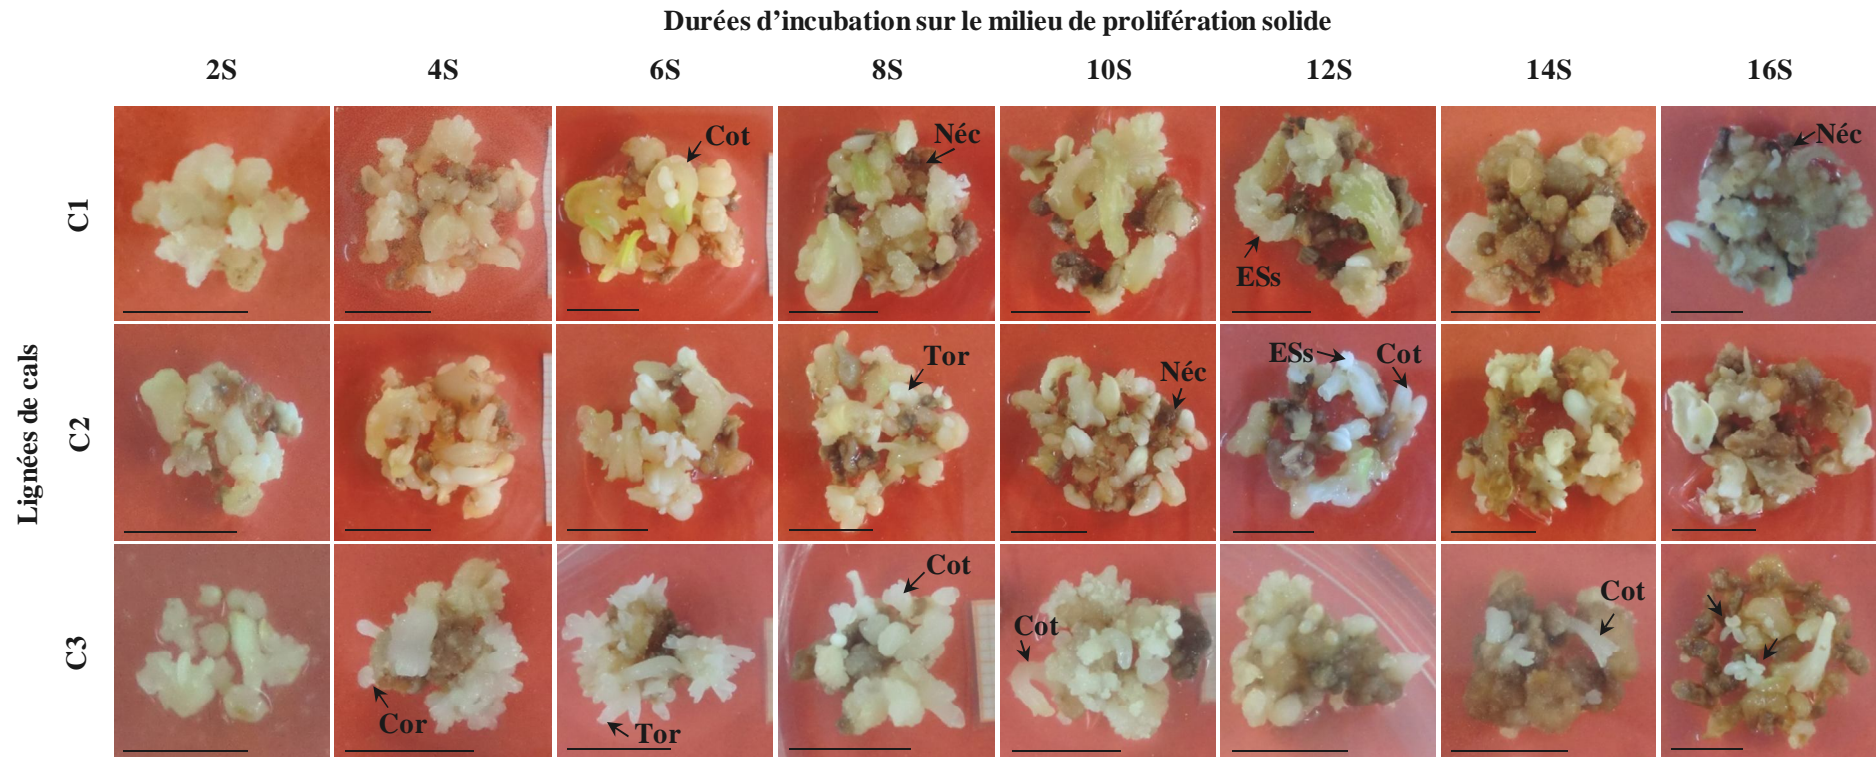 Durées d'incubation sur le milieu de prolifération solide
2S 4S 6S 8S 10S 12S 14S 16S
Lignées de cals
C1
Cot
Néc
ESs
Néc
C2
Tor
Néc
ESs Cot
C3
Cor
Tor
Cot
Cot
Cot